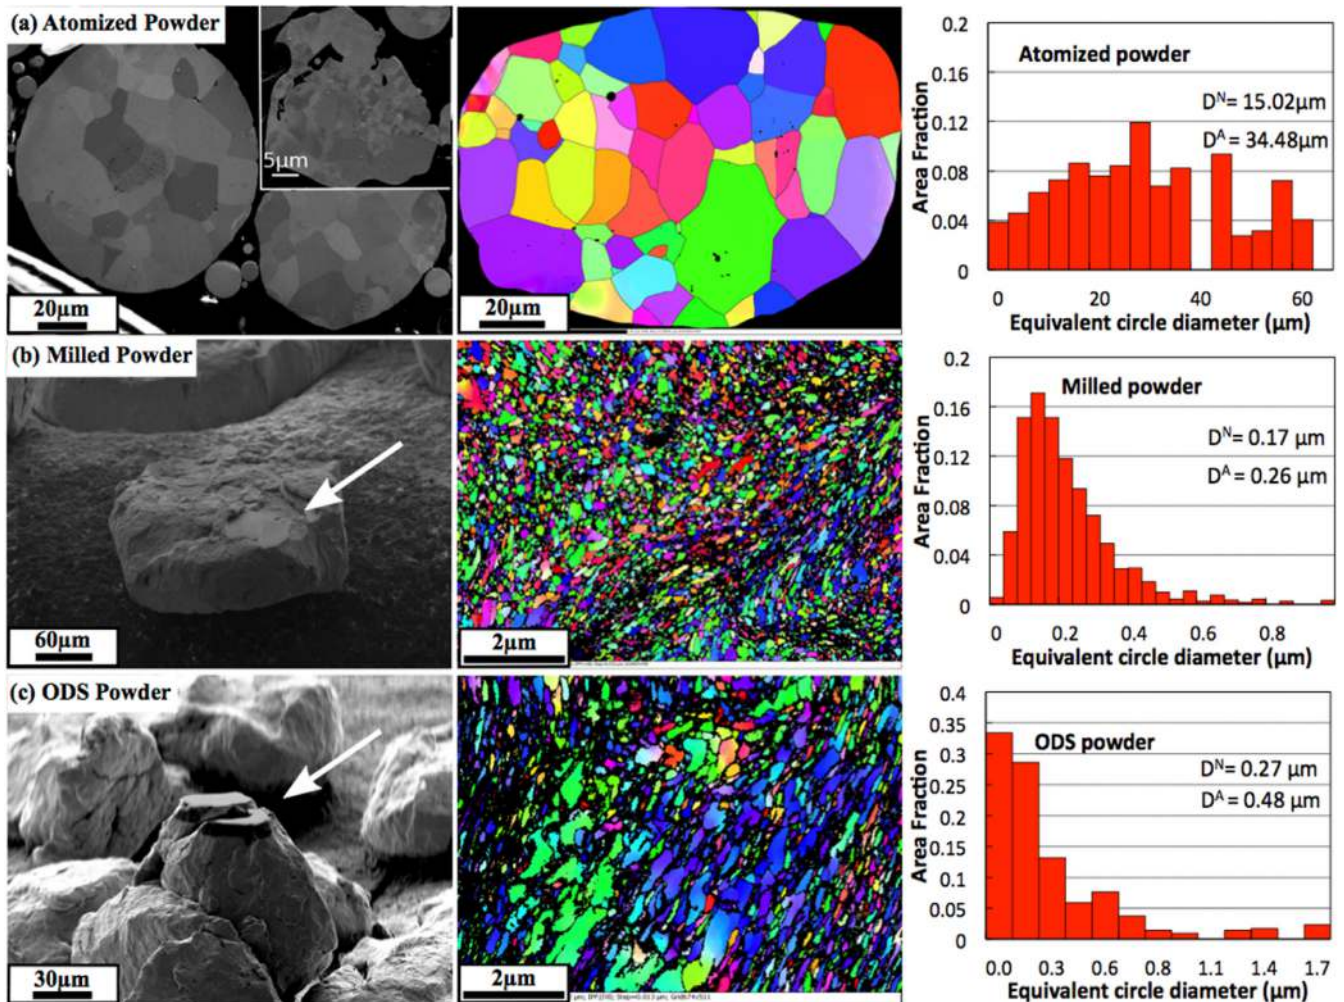 (a) Atomized Powder
5µm
20µm
20µm
0.2
0.16
0.12
0.08
0.04
0
Area Fraction
Atomized powder
Dᴺ= 15.02µm
Dᴬ = 34.48µm
0 20 40 60
Equivalent circle diameter (µm)
(b) Milled Powder
60µm
2µm
0.2
0.16
0.12
0.08
0.04
0
Area Fraction
Milled powder
Dᴺ = 0.17 µm
Dᴬ = 0.26 µm
0 0.2 0.4 0.6 0.8
Equivalent circle diameter (µm)
(c) ODS Powder
30µm
2µm
0.4
0.35
0.3
0.25
0.2
0.15
0.1
0.05
0
Area Fraction
ODS powder
Dᴺ = 0.27 µm
Dᴬ = 0.48 µm
0.0 0.3 0.6 0.8 1.1 1.4 1.7
Equivalent circle diameter (µm)